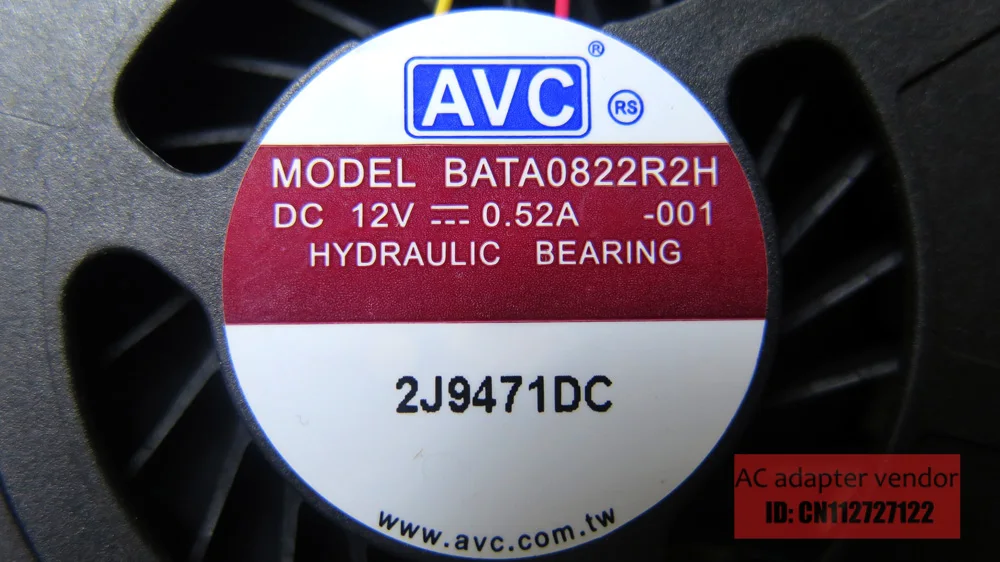 AVC
®
RS
MODEL BATA0822R2H
DC 12V ⎓ 0.52A -001
HYDRAULIC BEARING
2J9471DC
www.avc.com.tw
AC adapter vendor
ID: CN112727122